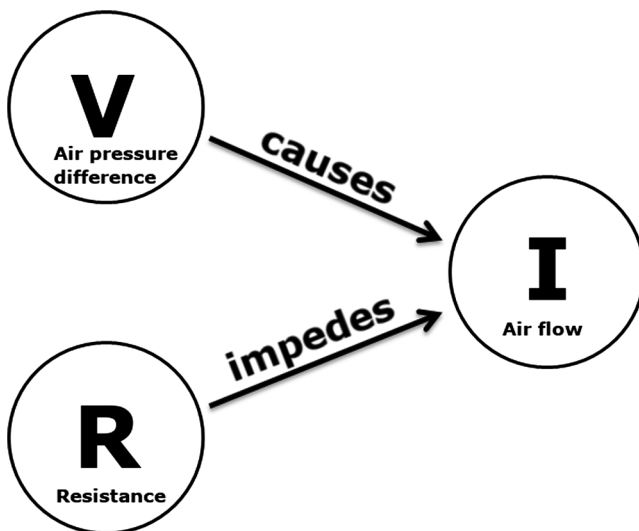 V
Air pressure
difference
causes
I
Air flow
impedes
R
Resistance